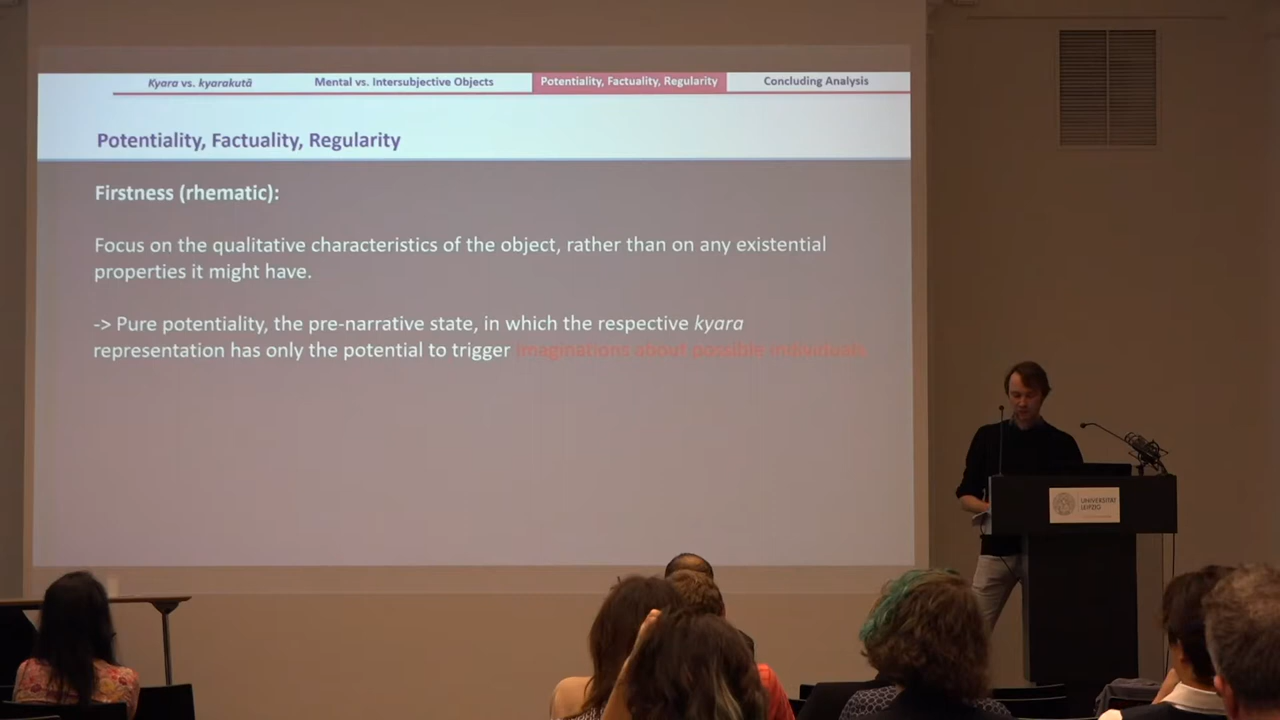 Kyara vs. kyarakutā Mental vs. Intersubjective Objects Potentiality, Factuality, Regularity Concluding Analysis
Potentiality, Factuality, Regularity
Firstness (rhematic):
Focus on the qualitative characteristics of the object, rather than on any existential
properties it might have.
-> Pure potentiality, the pre-narrative state, in which the respective kyara
representation has only the potential to trigger imaginations about possible individuals.
UNIVERSITÄT
LEIPZIG